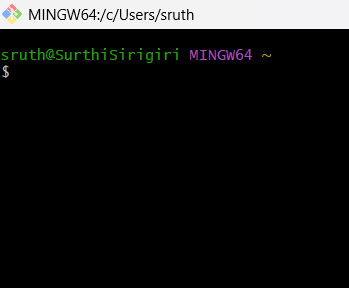 MINGW64:/c/Users/sruth
sruth@SurthiSirigiri MINGW64 ~
$